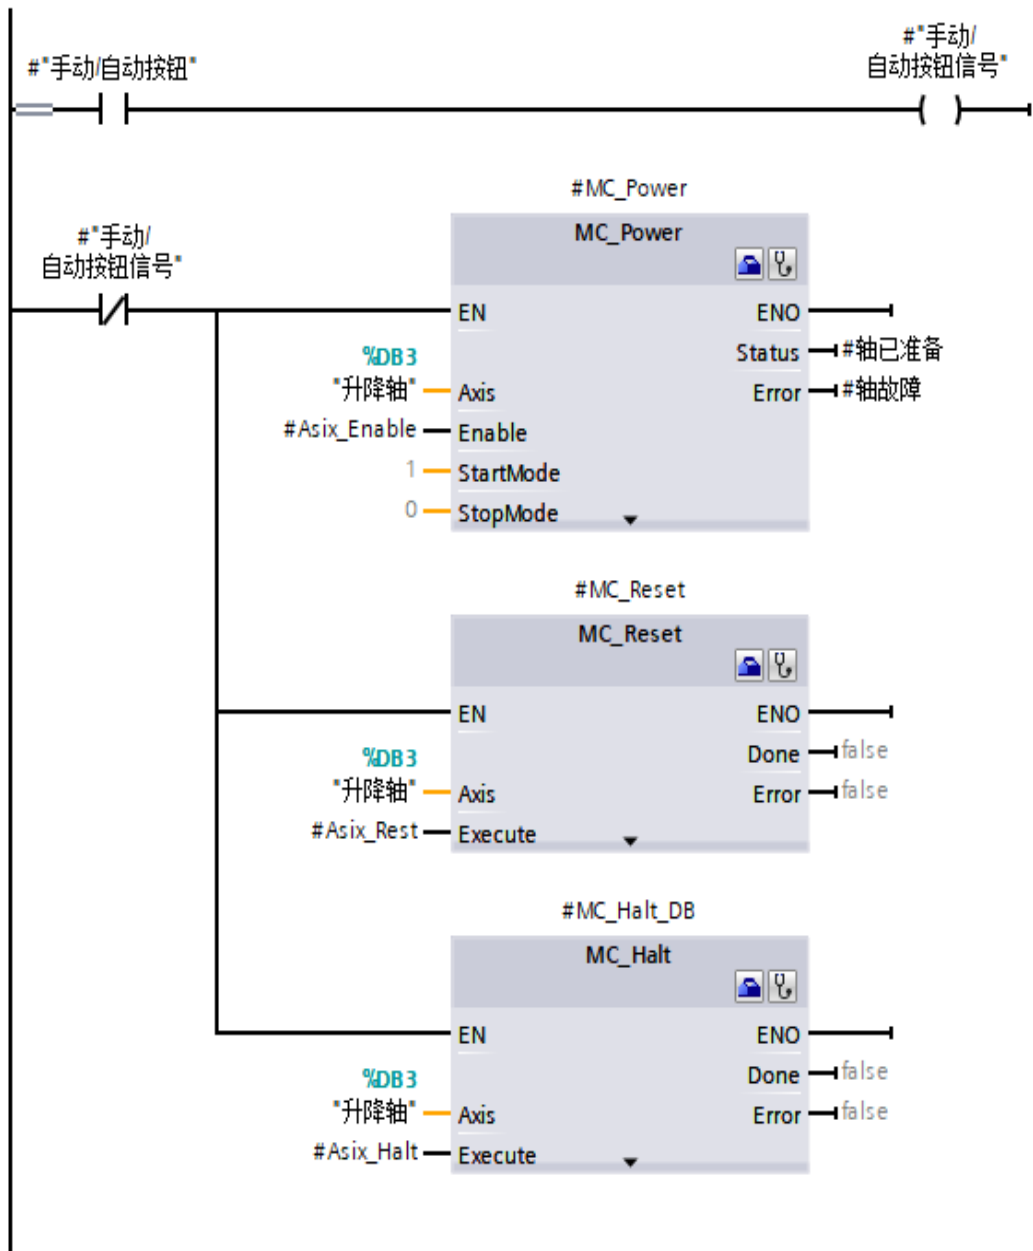 #"手动/
#"手动/自动按钮"
自动按钮信号"
#MC_Power
#"手动/
自动按钮信号"
MC_Power
EN
ENO
%DB3
Status
#轴已准备
"升降轴"
Axis
Error
#轴故障
#Asix_Enable
Enable
1
StartMode
0
StopMode
#MC_Reset
MC_Reset
EN
ENO
%DB3
Done
false
"升降轴"
Axis
Error
false
#Asix_Rest
Execute
#MC_Halt_DB
MC_Halt
EN
ENO
%DB3
Done
false
"升降轴"
Axis
Error
false
#Asix_Halt
Execute